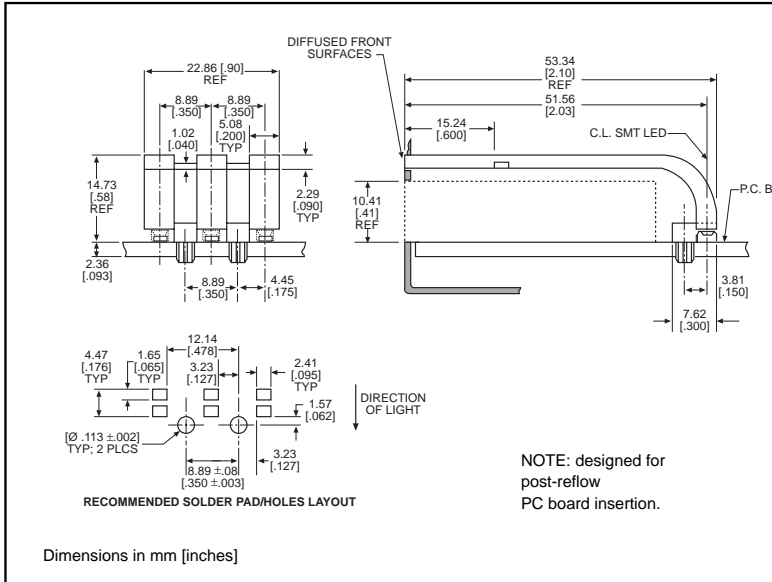 DIFFUSED FRONT
SURFACES
22.86 [.90]
REF
8.89
[.350]
8.89
[.350]
5.08
[.200]
TYP
1.02
[.040]
14.73
[.58]
REF
2.29
[.090]
TYP
2.36
[.093]
8.89
[.350]
4.45
[.175]
53.34
[2.10]
REF
51.56
[2.03]
15.24
[.600]
C.L. SMT LED
10.41
[.41]
REF
P.C. B
3.81
[.150]
7.62
[.300]
12.14
[.478]
4.47
[.176]
TYP
1.65
[.065]
TYP
3.23
[.127]
2.41
[.095]
TYP
DIRECTION
OF LIGHT
1.57
[.062]
[Ø .113 ±.002]
TYP; 2 PLCS
8.89 ±.08
[.350 ±.003]
3.23
[.127]
RECOMMENDED SOLDER PAD/HOLES LAYOUT
NOTE: designed for
post-reflow
PC board insertion.
Dimensions in mm [inches]